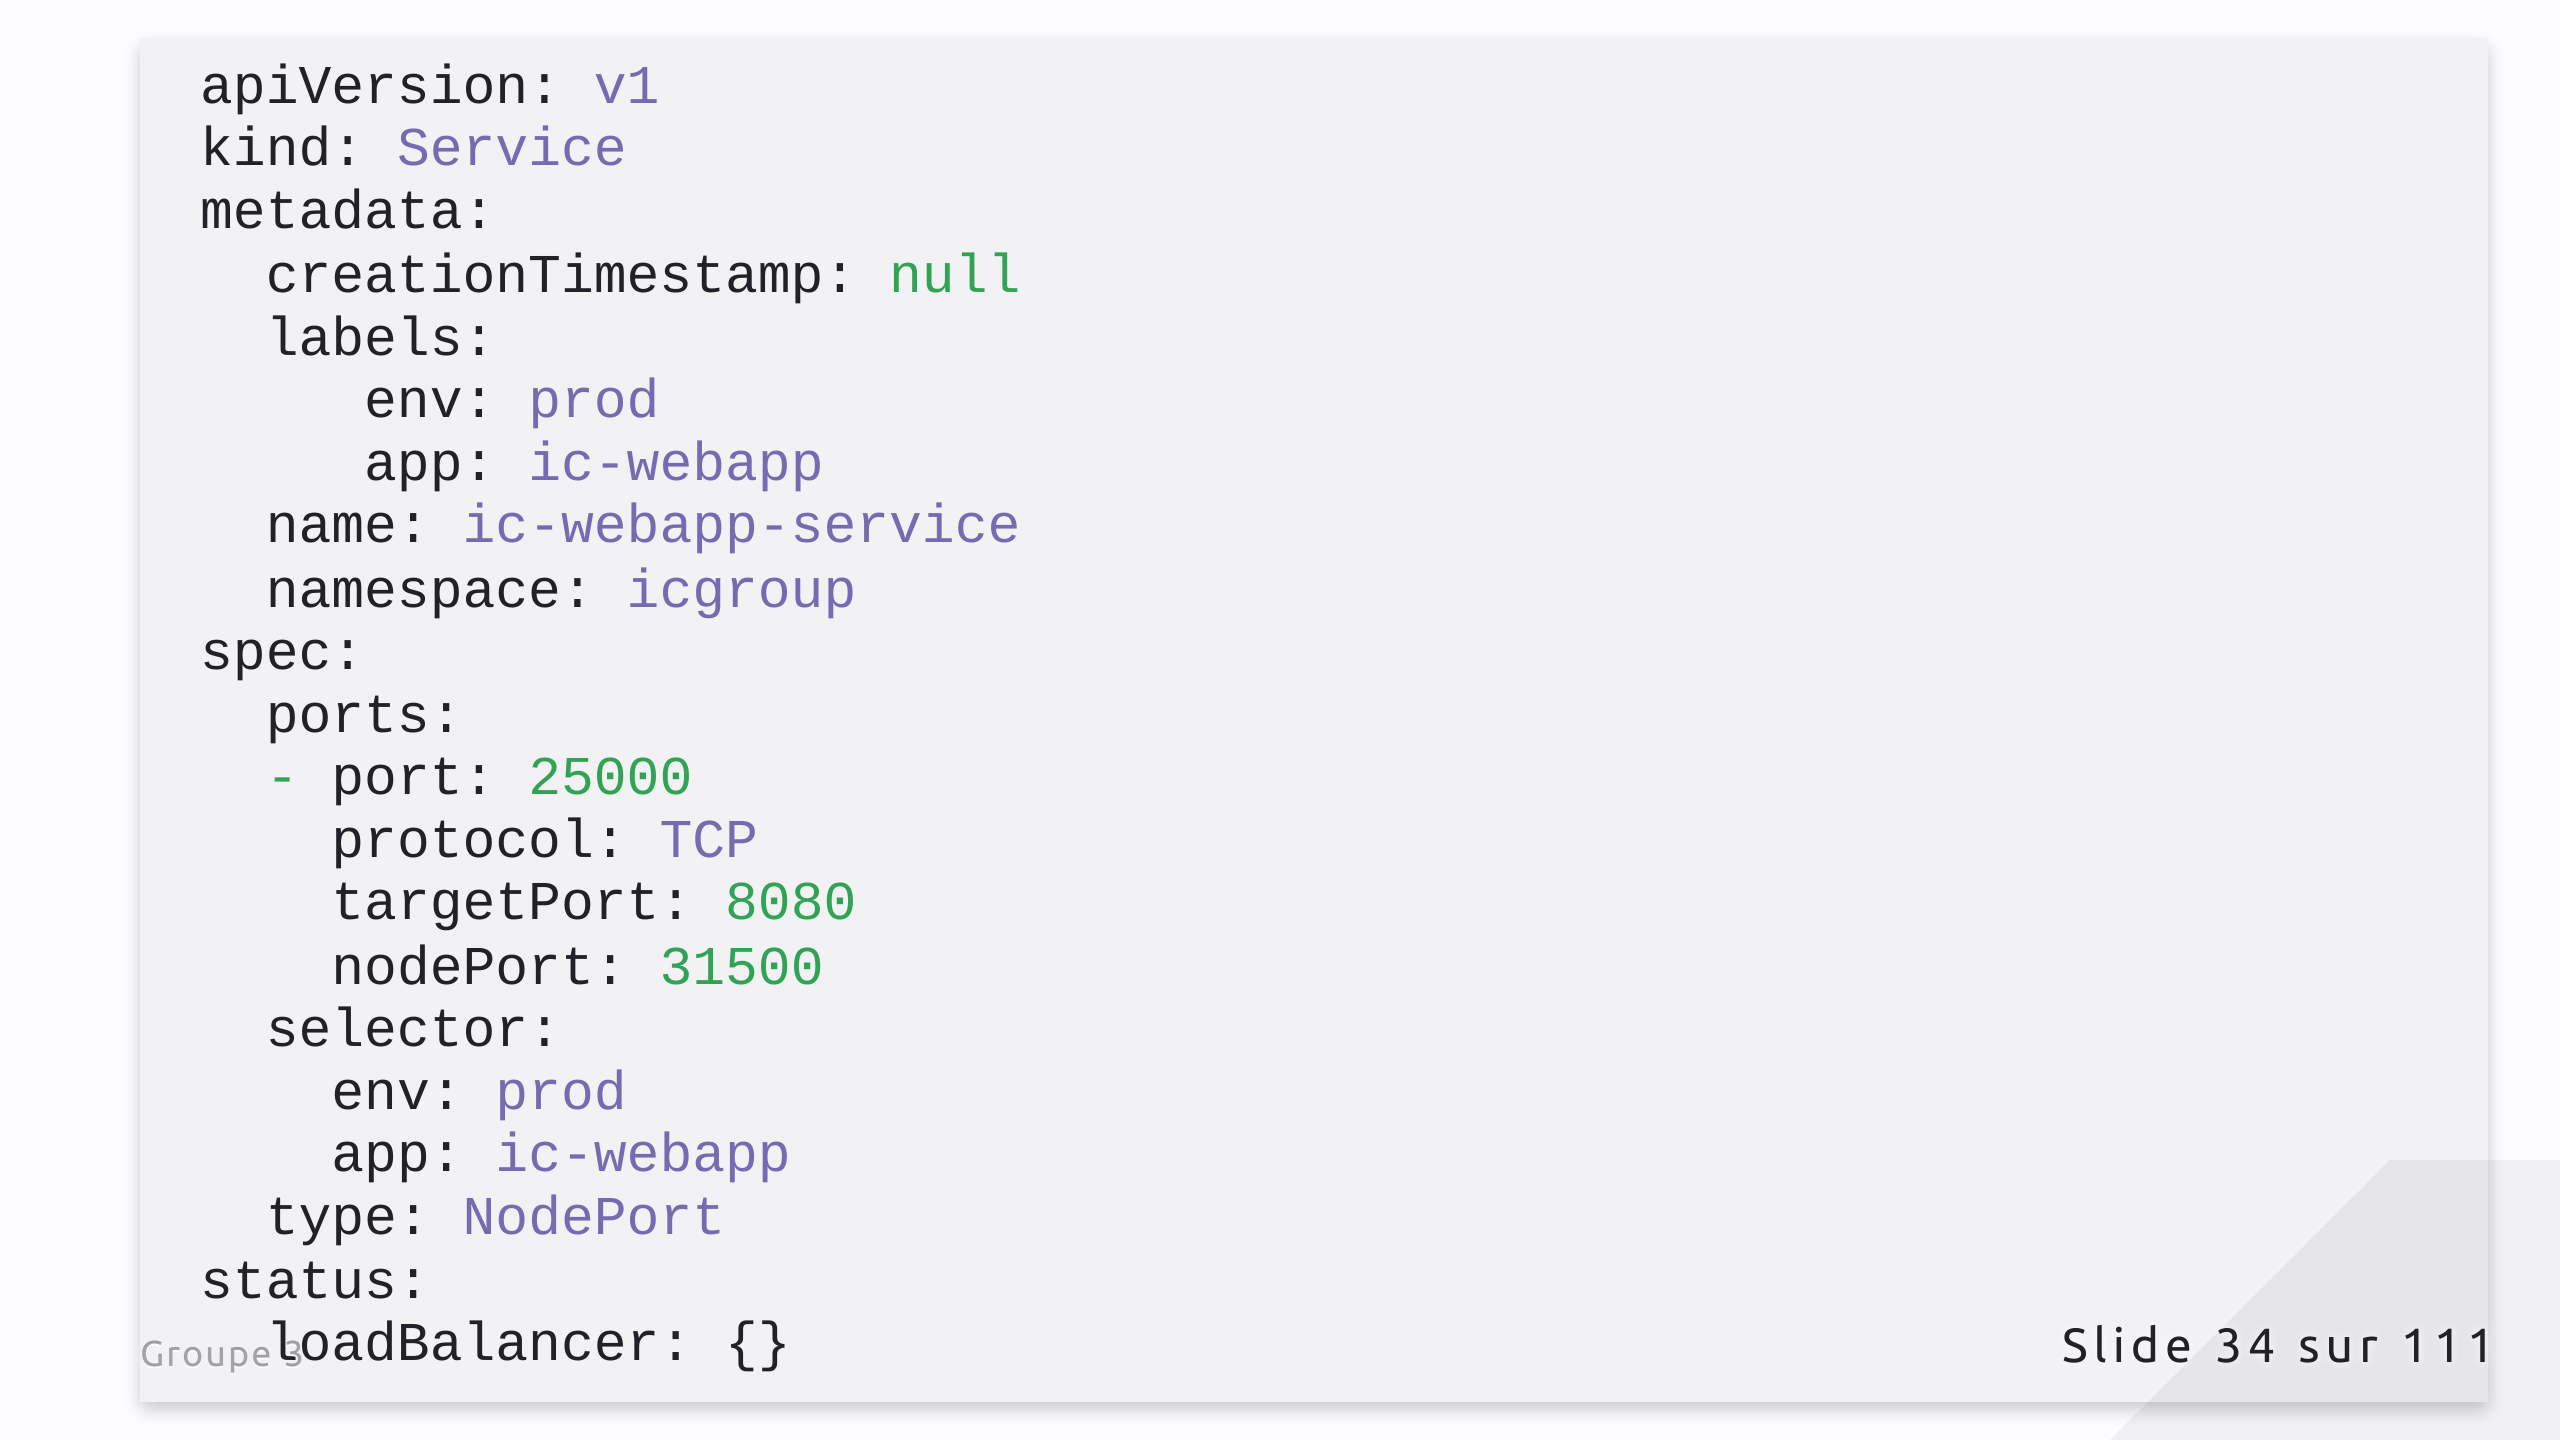 apiVersion: v1
kind: Service
metadata:
  creationTimestamp: null
  labels:
     env: prod
     app: ic-webapp
  name: ic-webapp-service
  namespace: icgroup
spec:
  ports:
  - port: 25000
    protocol: TCP
    targetPort: 8080
    nodePort: 31500
  selector:
    env: prod
    app: ic-webapp
  type: NodePort
status:
  loadBalancer: {}
Groupe 3
Slide 34 sur 111